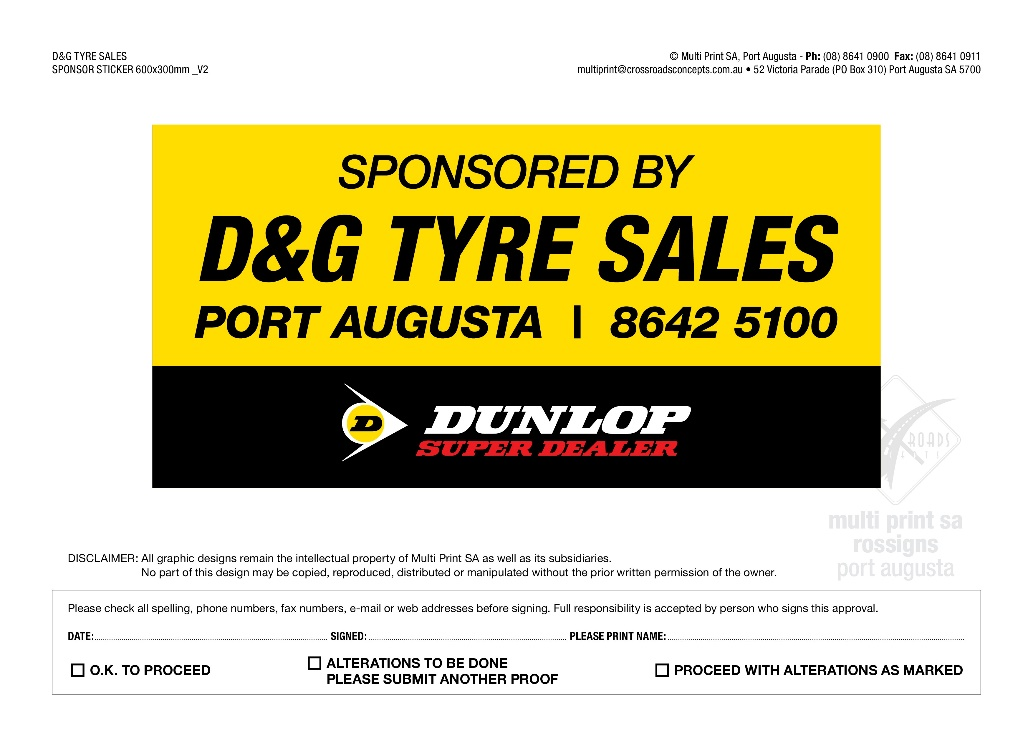 D&G TYRE SALES
SPONSOR STICKER 600x300mm _V2
© Multi Print SA, Port Augusta - Ph: (08) 8641 0900 Fax: (08) 8641 0911
multiprint@crossroadsconcepts.com.au • 52 Victoria Parade (PO Box 310) Port Augusta SA 5700
SPONSORED BY
D&G TYRE SALES
PORT AUGUSTA | 8642 5100
D
DUNLOP
SUPER DEALER
ROADS
multi print sa
rossigns
port augusta
DISCLAIMER: All graphic designs remain the intellectual property of Multi Print SA as well as its subsidiaries.
No part of this design may be copied, reproduced, distributed or manipulated without the prior written permission of the owner.
Please check all spelling, phone numbers, fax numbers, e-mail or web addresses before signing. Full responsibility is accepted by person who signs this approval.
DATE: SIGNED: PLEASE PRINT NAME:
O.K. TO PROCEED
ALTERATIONS TO BE DONE
PLEASE SUBMIT ANOTHER PROOF
PROCEED WITH ALTERATIONS AS MARKED